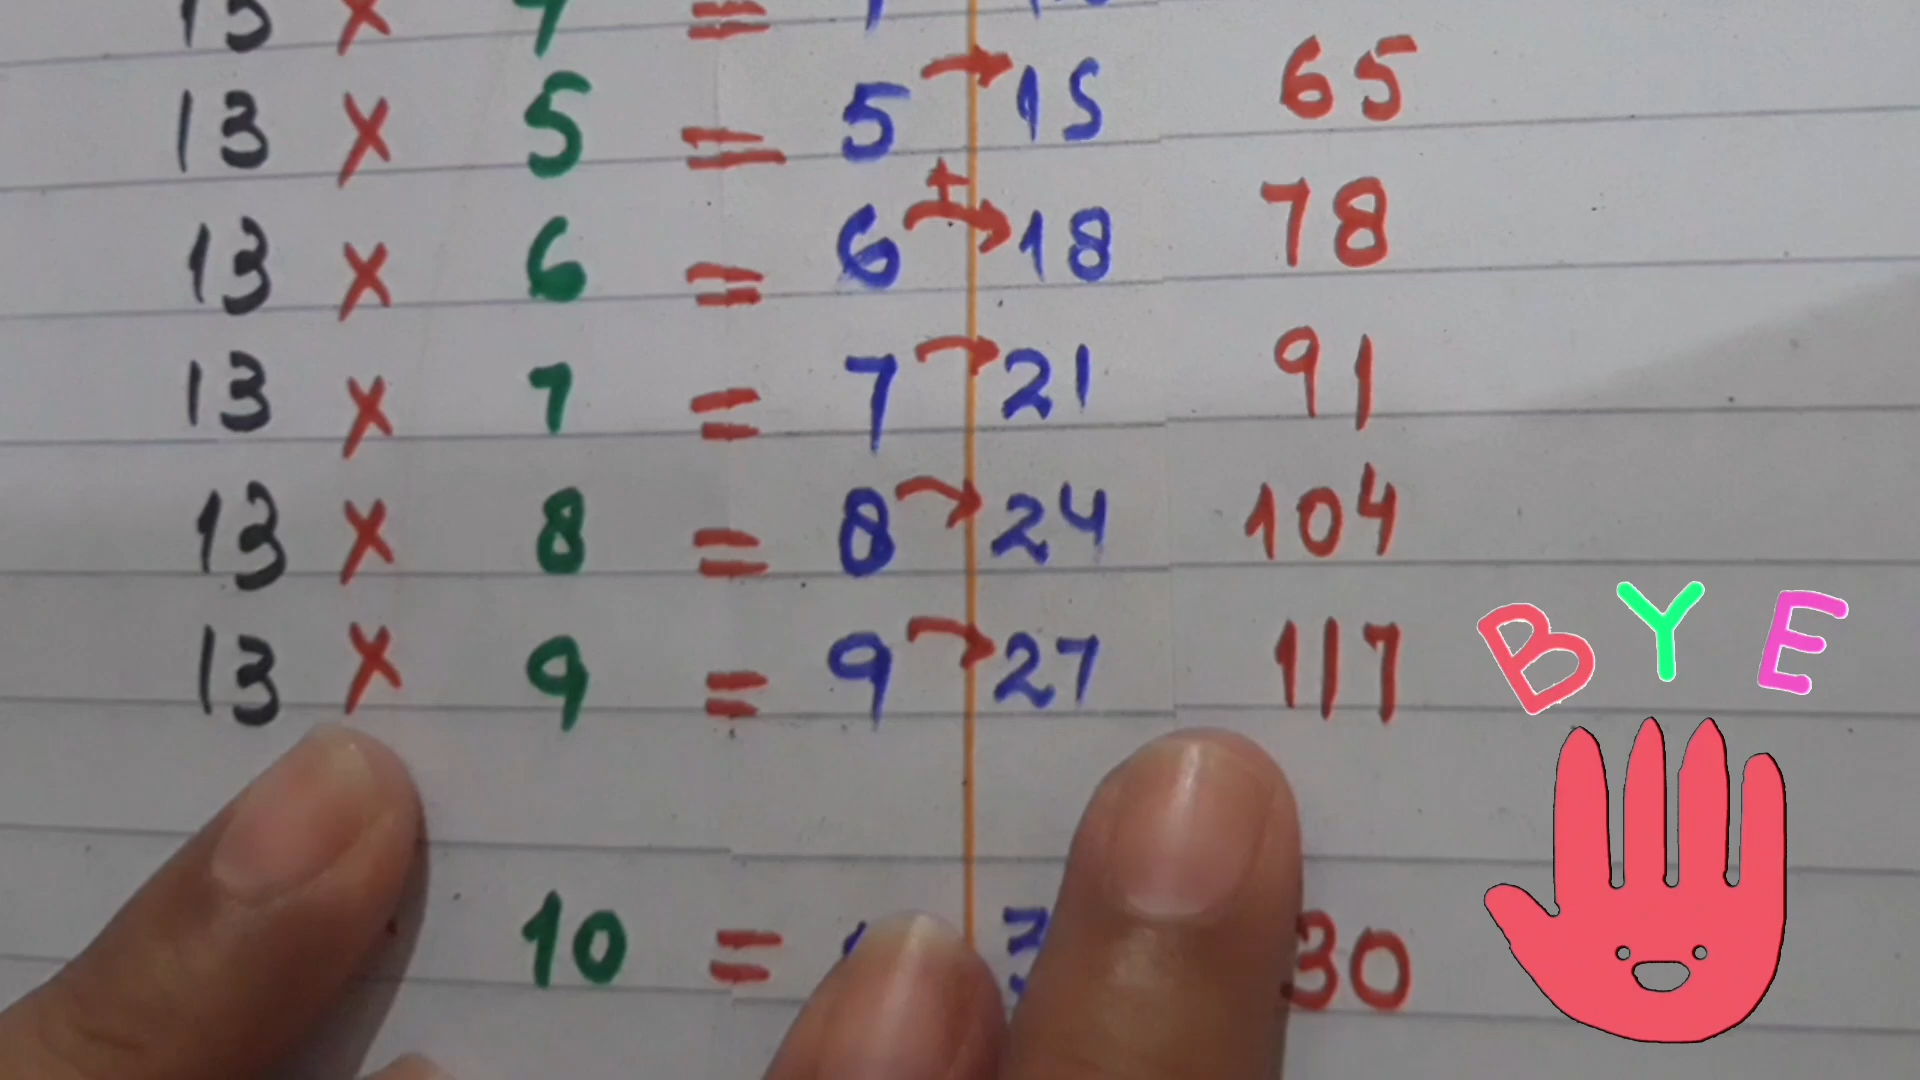 13 × 5 = 5 → 15 65
+
13 × 6 = 6 → 18 78
13 × 7 = 7 → 21 91
13 × 8 = 8 → 24 104
13 × 9 = 9 → 27 117
BYE
10 = 30